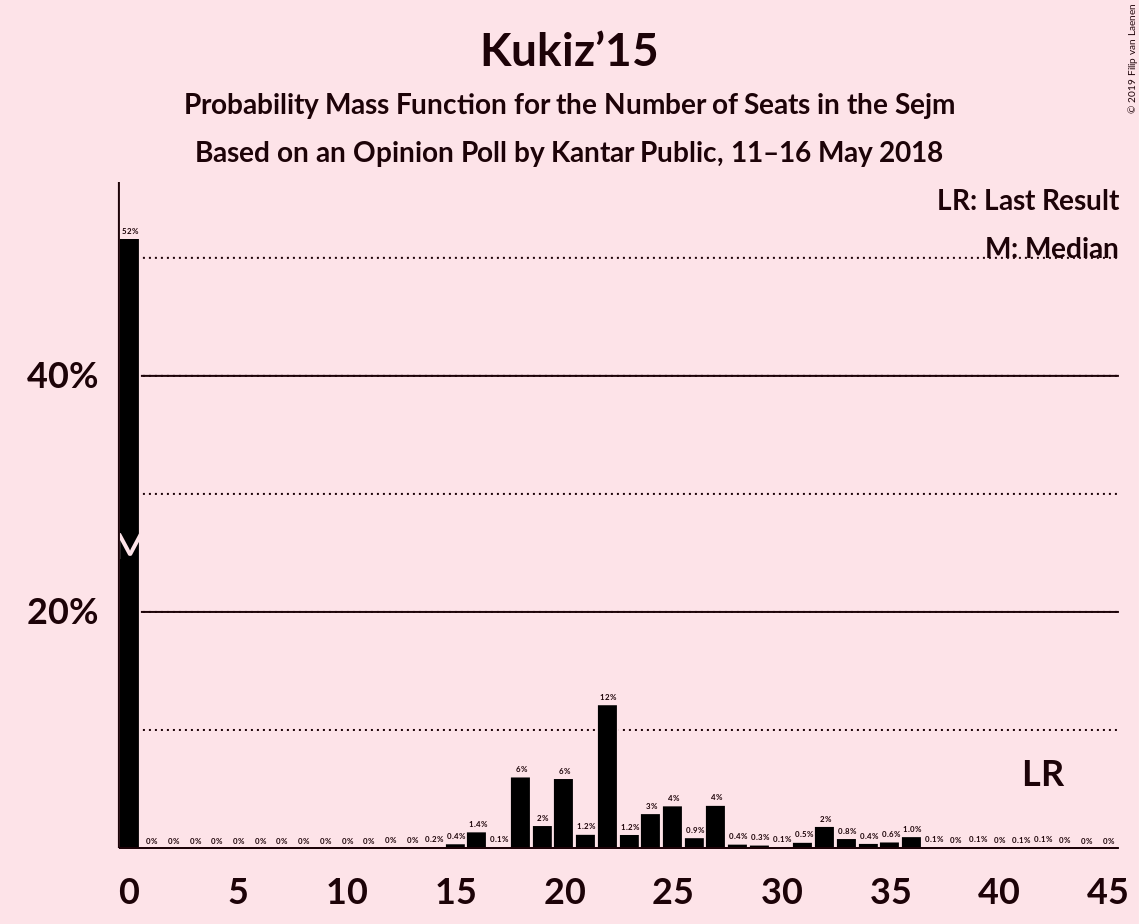 Kukiz’15
Probability Mass Function for the Number of Seats in the Sejm
Based on an Opinion Poll by Kantar Public, 11–16 May 2018
© 2019 Filip van Laenen
LR: Last Result
M: Median
52%
40%
20%
0% 0% 0% 0% 0% 0% 0% 0% 0% 0% 0% 0% 0% 0.2% 0.4% 1.4% 0.1% 6% 2% 6% 1.2% 12% 1.2% 3% 4% 0.9% 4% 0.4% 0.3% 0.1% 0.5% 2% 0.8% 0.4% 0.6% 1.0% 0.1% 0% 0.1% 0% 0.1% 0.1% 0% 0% 0%
LR
0 5 10 15 20 25 30 35 40 45